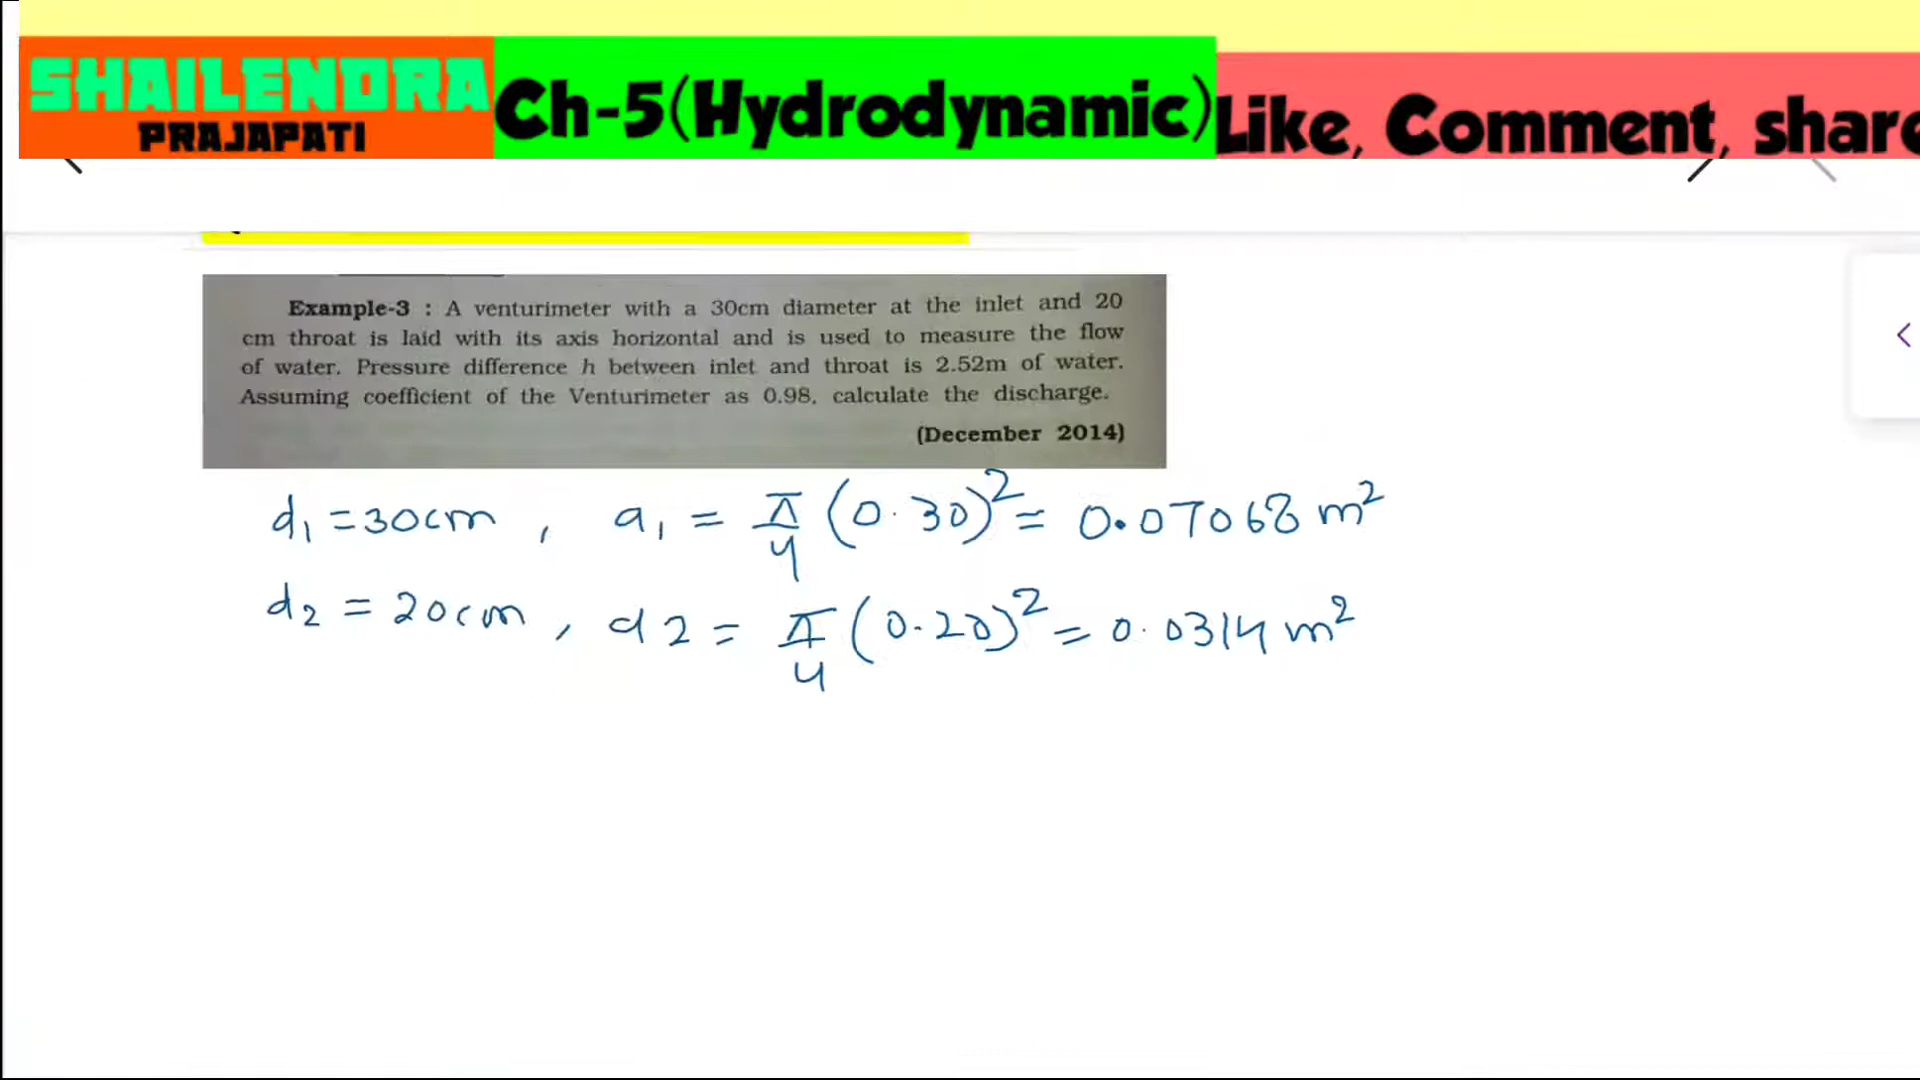 SHAILENDRA
PRAJAPATI
Ch-5(Hydrodynamic)
Like, Comment, share
Example-3 : A venturimeter with a 30cm diameter at the inlet and 20
cm throat is laid with its axis horizontal and is used to measure the flow
of water. Pressure difference h between inlet and throat is 2.52m of water.
Assuming coefficient of the Venturimeter as 0.98, calculate the discharge.
(December 2014)
d₁ = 30cm , a₁ = π/4 (0.30)² = 0.07068 m²
d₂ = 20cm , a₂ = π/4 (0.20)² = 0.0314 m²